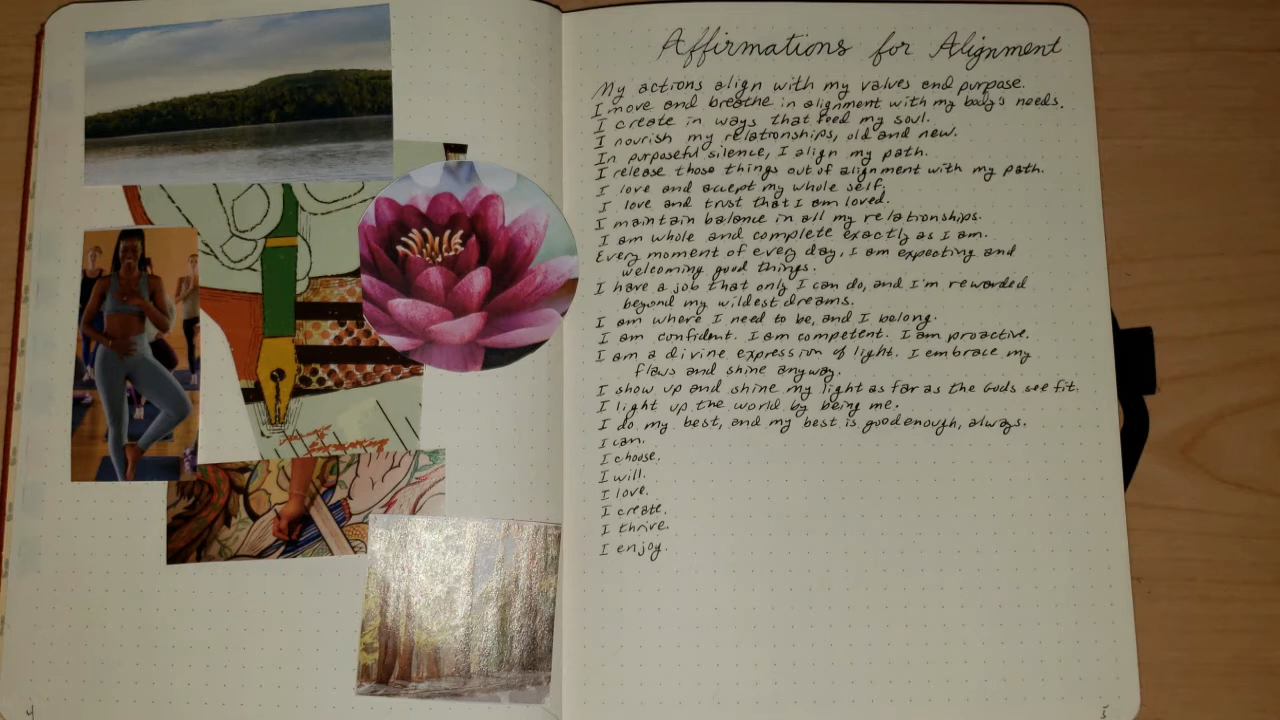 Affirmations for Alignment
My actions align with my values and purpose.
I move and breathe in alignment with my body's needs.
I create in ways that feed my soul.
I nourish my relationships, old and new.
In purposeful silence, I align my path.
I release those things out of alignment with my path.
I love and accept my whole self.
I love and trust that I am loved.
I maintain balance in all my relationships.
I am whole and complete exactly as I am.
Every moment of every day, I am expecting and
welcoming good things.
I have a job that only I can do, and I'm rewarded
beyond my wildest dreams.
I am where I need to be, and I belong.
I am confident. I am competent. I am proactive.
I am a divine expression of light. I embrace my
flaws and shine anyway.
I show up and shine my light as far as the Gods see fit.
I light up the world by being me.
I do my best, and my best is good enough, always.
I can.
I choose.
I will.
I love.
I create.
I thrive.
I enjoy.
4